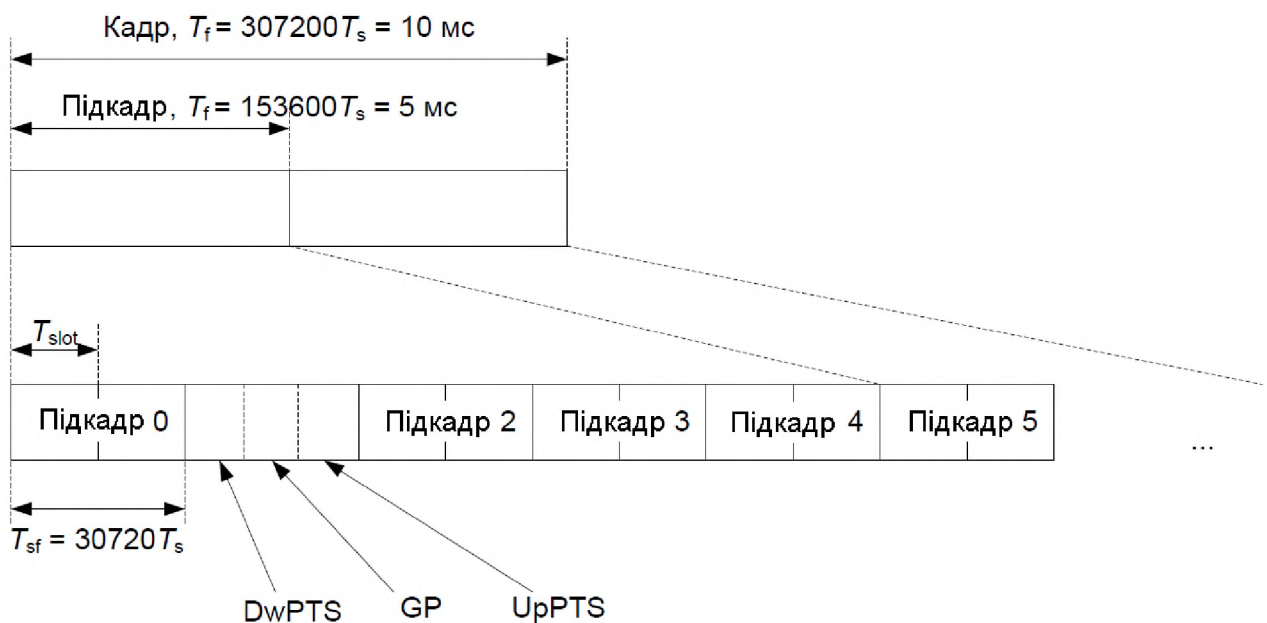 Кадр, Tf = 307200Ts = 10 мс
Підкадр, Tf = 153600Ts = 5 мс
Tslot
Підкадр 0 Підкадр 2 Підкадр 3 Підкадр 4 Підкадр 5 ...
Tsf = 30720Ts
DwPTS GP UpPTS